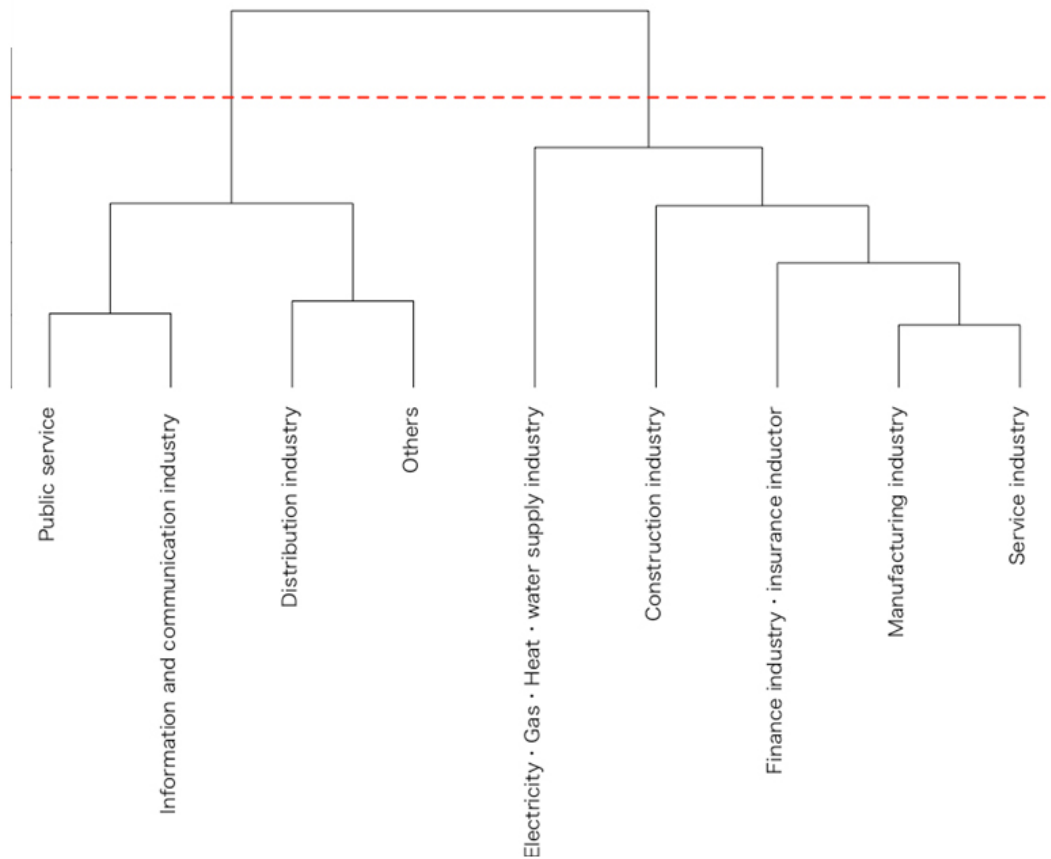 Public service
Information and communication industry
Distribution industry
Others
Electricity・Gas・Heat・water supply industry
Construction industry
Finance industry・insurance inductor
Manufacturing industry
Service industry